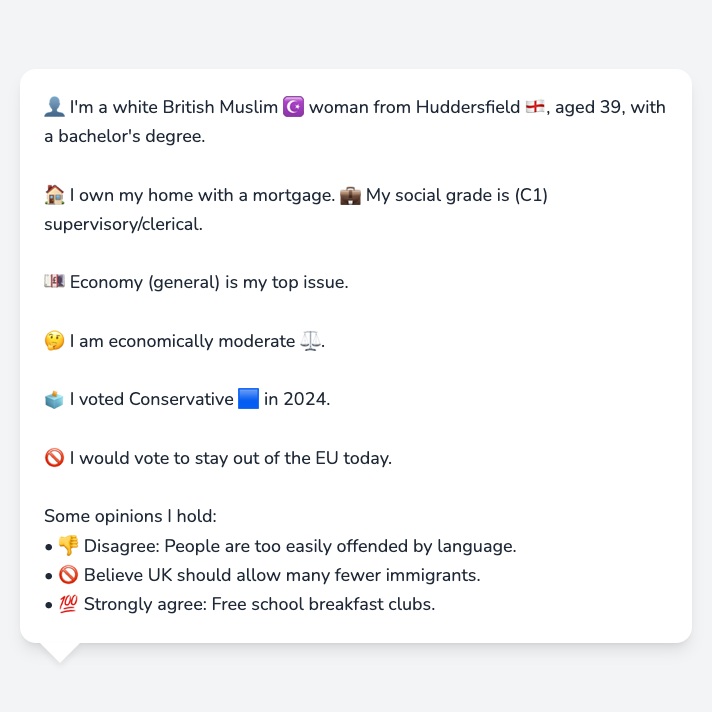 👤 I'm a white British Muslim ☪️ woman from Huddersfield 🏴󠁧󠁢󠁥󠁮󠁧󠁿, aged 39, with
a bachelor's degree.
🏠 I own my home with a mortgage. 💼 My social grade is (C1)
supervisory/clerical.
💷 Economy (general) is my top issue.
🤔 I am economically moderate ⚖️.
🗳️ I voted Conservative 🟦 in 2024.
🚫 I would vote to stay out of the EU today.
Some opinions I hold:
• 👎 Disagree: People are too easily offended by language.
• 🚫 Believe UK should allow many fewer immigrants.
• 💯 Strongly agree: Free school breakfast clubs.